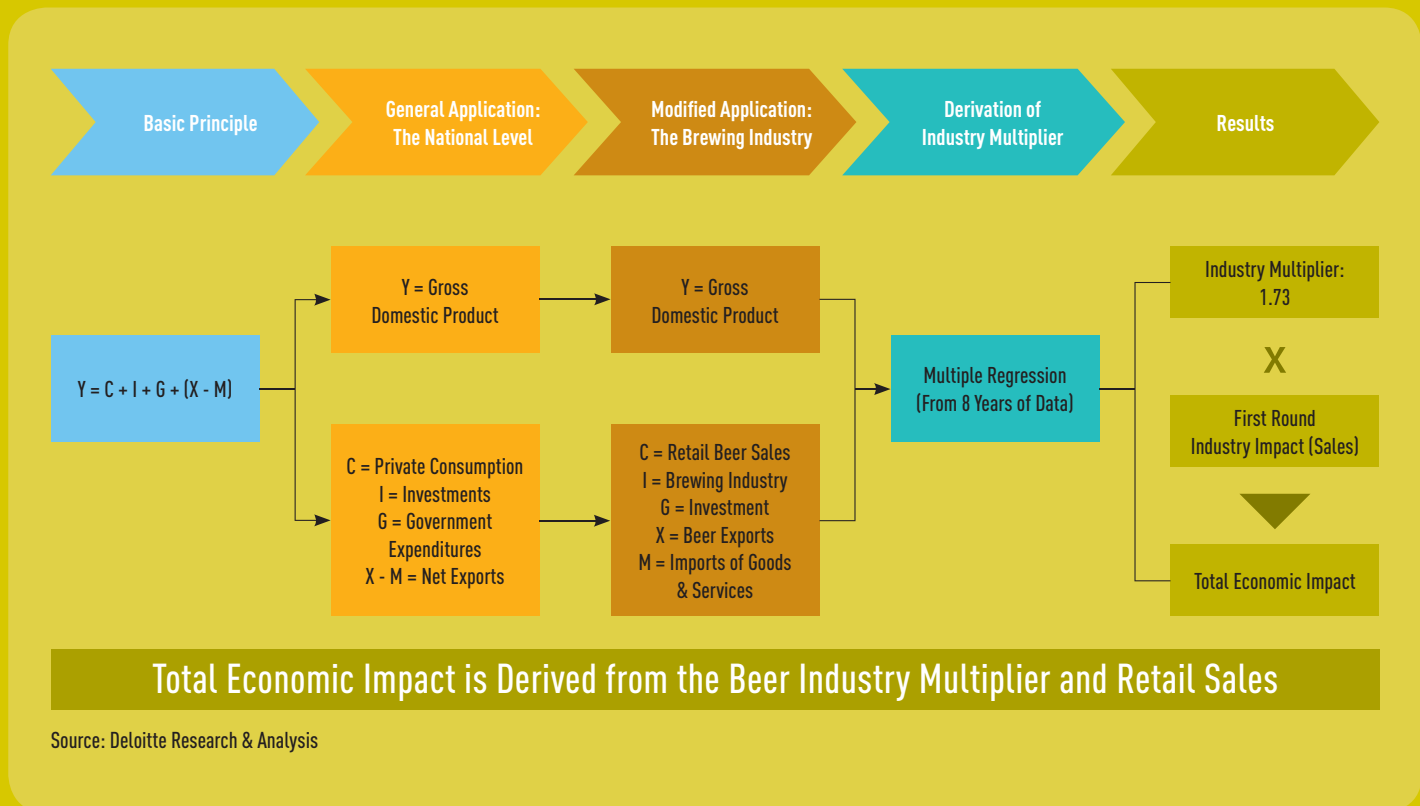 Basic Principle
General Application:
The National Level
Modified Application:
The Brewing Industry
Derivation of
Industry Multiplier
Results
Y = C + I + G + (X - M)
Y = Gross
Domestic Product
C = Private Consumption
I = Investments
G = Government
Expenditures
X - M = Net Exports
Y = Gross
Domestic Product
C = Retail Beer Sales
I = Brewing Industry
G = Investment
X = Beer Exports
M = Imports of Goods
& Services
Multiple Regression
(From 8 Years of Data)
Industry Multiplier:
1.73
X
First Round
Industry Impact (Sales)
Total Economic Impact
Total Economic Impact is Derived from the Beer Industry Multiplier and Retail Sales
Source: Deloitte Research & Analysis